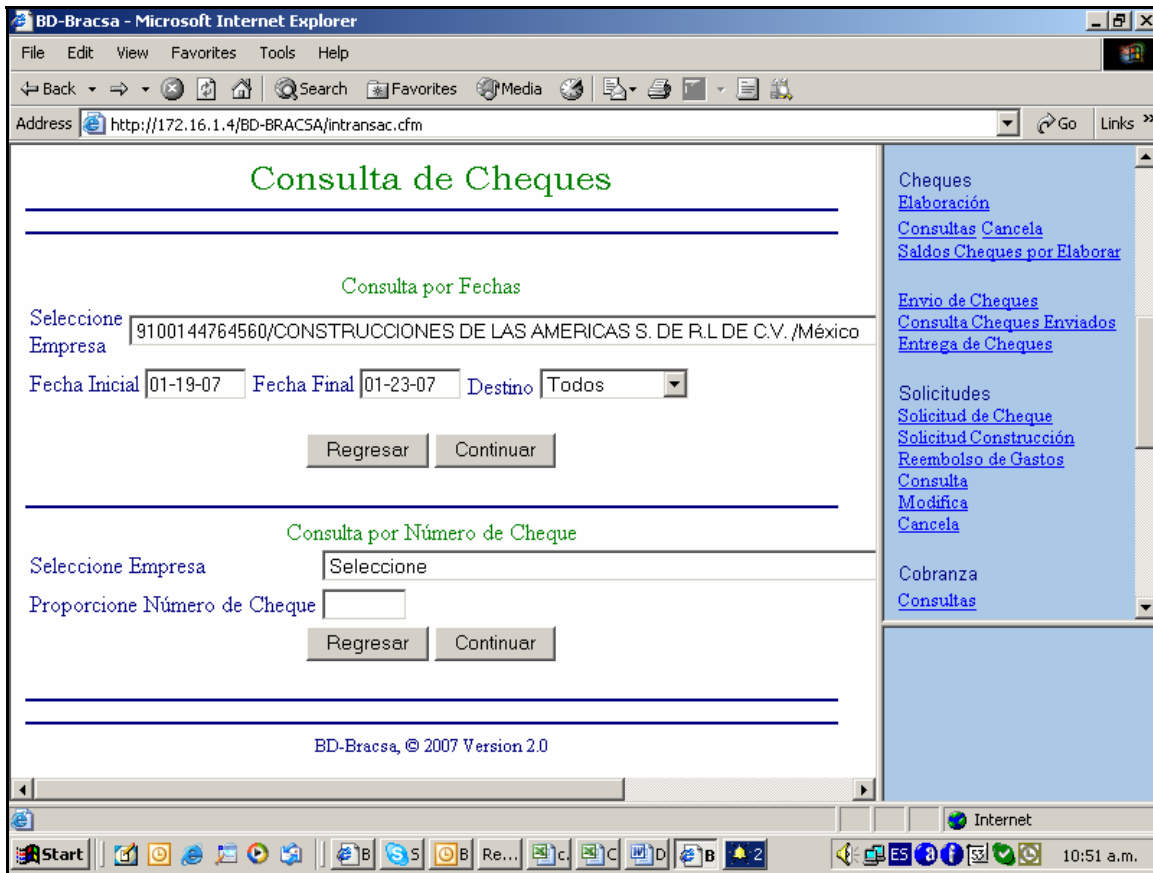 BD-Bracsa - Microsoft Internet Explorer
File Edit View Favorites Tools Help
Back Search Favorites Media
Address http://172.16.1.4/BD-BRACSA/intransac.cfm Go Links »
Consulta de Cheques
Consulta por Fechas
Seleccione
Empresa
9100144764560/CONSTRUCCIONES DE LAS AMERICAS S. DE R.L DE C.V. /México
Fecha Inicial 01-19-07 Fecha Final 01-23-07 Destino Todos
Regresar Continuar
Consulta por Número de Cheque
Seleccione Empresa Seleccione
Proporcione Número de Cheque
Regresar Continuar
BD-Bracsa, © 2007 Version 2.0
Cheques
Elaboración
Consultas Cancela
Saldos Cheques por Elaborar
Envio de Cheques
Consulta Cheques Enviados
Entrega de Cheques
Solicitudes
Solicitud de Cheque
Solicitud Construcción
Reembolso de Gastos
Consulta
Modifica
Cancela
Cobranza
Consultas
Internet
Start B S B Re... c. C D B 2 ES 10:51 a.m.